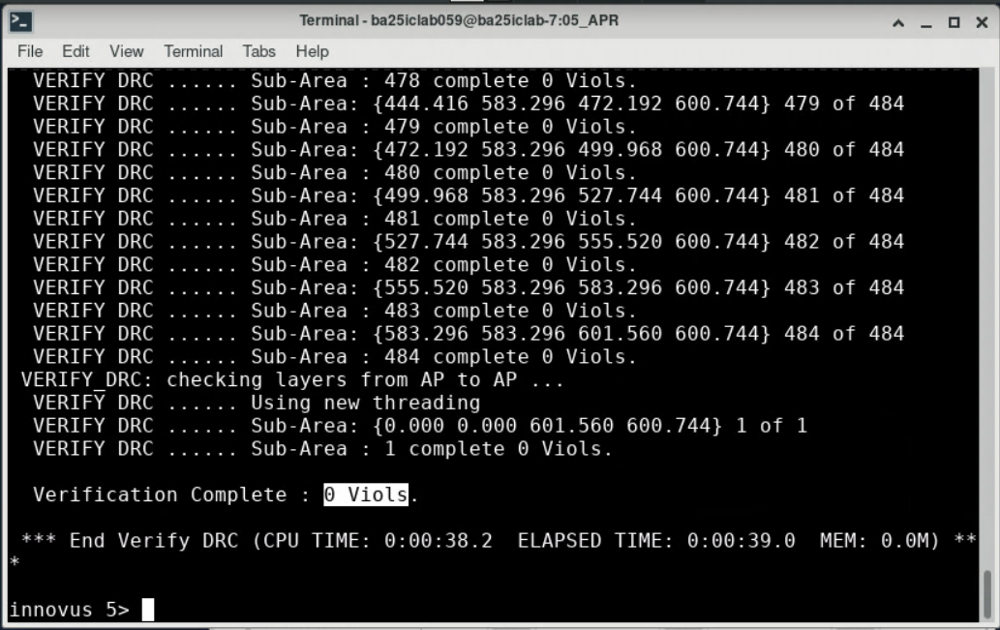 Terminal - ba25iclab059@ba25iclab-7:05_APR
File Edit View Terminal Tabs Help
VERIFY DRC ...... Sub-Area : 478 complete 0 Viols.
VERIFY DRC ...... Sub-Area: {444.416 583.296 472.192 600.744} 479 of 484
VERIFY DRC ...... Sub-Area : 479 complete 0 Viols.
VERIFY DRC ...... Sub-Area: {472.192 583.296 499.968 600.744} 480 of 484
VERIFY DRC ...... Sub-Area : 480 complete 0 Viols.
VERIFY DRC ...... Sub-Area: {499.968 583.296 527.744 600.744} 481 of 484
VERIFY DRC ...... Sub-Area : 481 complete 0 Viols.
VERIFY DRC ...... Sub-Area: {527.744 583.296 555.520 600.744} 482 of 484
VERIFY DRC ...... Sub-Area : 482 complete 0 Viols.
VERIFY DRC ...... Sub-Area: {555.520 583.296 583.296 600.744} 483 of 484
VERIFY DRC ...... Sub-Area : 483 complete 0 Viols.
VERIFY DRC ...... Sub-Area: {583.296 583.296 601.560 600.744} 484 of 484
VERIFY DRC ...... Sub-Area : 484 complete 0 Viols.
VERIFY_DRC: checking layers from AP to AP ...
VERIFY DRC ...... Using new threading
VERIFY DRC ...... Sub-Area: {0.000 0.000 601.560 600.744} 1 of 1
VERIFY DRC ...... Sub-Area : 1 complete 0 Viols.
Verification Complete : 0 Viols.
*** End Verify DRC (CPU TIME: 0:00:38.2  ELAPSED TIME: 0:00:39.0  MEM: 0.0M) **
*
innovus 5>